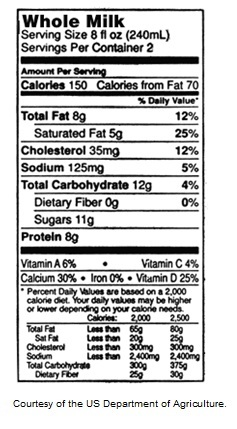 Whole Milk
Serving Size 8 fl oz (240mL)
Servings Per Container 2
Amount Per Serving
Calories 150 Calories from Fat 70
% Daily Value*
Total Fat 8g 12%
Saturated Fat 5g 25%
Cholesterol 35mg 12%
Sodium 125mg 5%
Total Carbohydrate 12g 4%
Dietary Fiber 0g 0%
Sugars 11g
Protein 8g
Vitamin A 6% • Vitamin C 4%
Calcium 30% • Iron 0% • Vitamin D 25%
* Percent Daily Values are based on a 2,000
calorie diet. Your daily values may be higher
or lower depending on your calorie needs.
Calories: 2,000 2,500
Total Fat Less than 65g 80g
Sat Fat Less than 20g 25g
Cholesterol Less than 300mg 300mg
Sodium Less than 2,400mg 2,400mg
Total Carbohydrate 300g 375g
Dietary Fiber 25g 30g
Courtesy of the US Department of Agriculture.